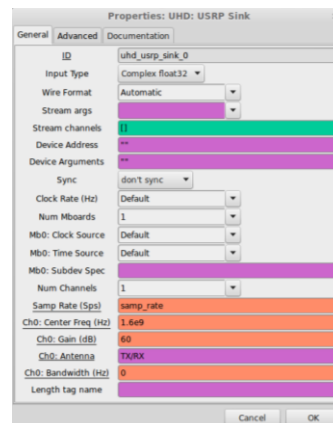 Properties: UHD: USRP Sink
General Advanced Documentation
ID uhd_usrp_sink_0
Input Type Complex float32
Wire Format Automatic
Stream args
Stream channels []
Device Address ""
Device Arguments ""
Sync don't sync
Clock Rate (Hz) Default
Num Mboards 1
Mb0: Clock Source Default
Mb0: Time Source Default
Mb0: Subdev Spec
Num Channels 1
Samp Rate (Sps) samp_rate
Ch0: Center Freq (Hz) 1.6e9
Ch0: Gain (dB) 60
Ch0: Antenna TX/RX
Ch0: Bandwidth (Hz) 0
Length tag name
Cancel OK